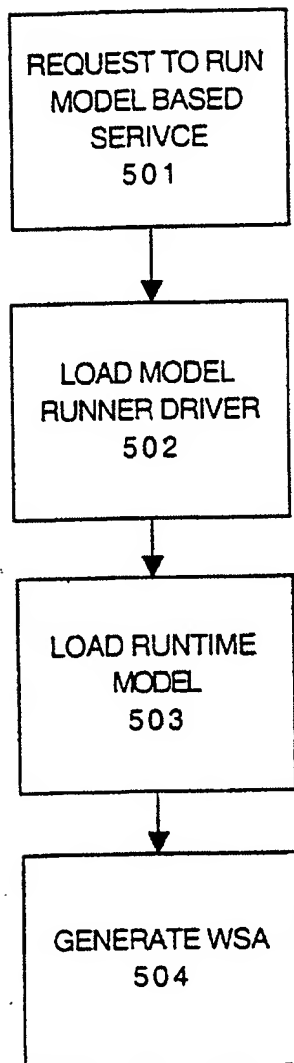 REQUEST TO RUN
MODEL BASED
SERIVCE
501
LOAD MODEL
RUNNER DRIVER
502
LOAD RUNTIME
MODEL
503
GENERATE WSA
504